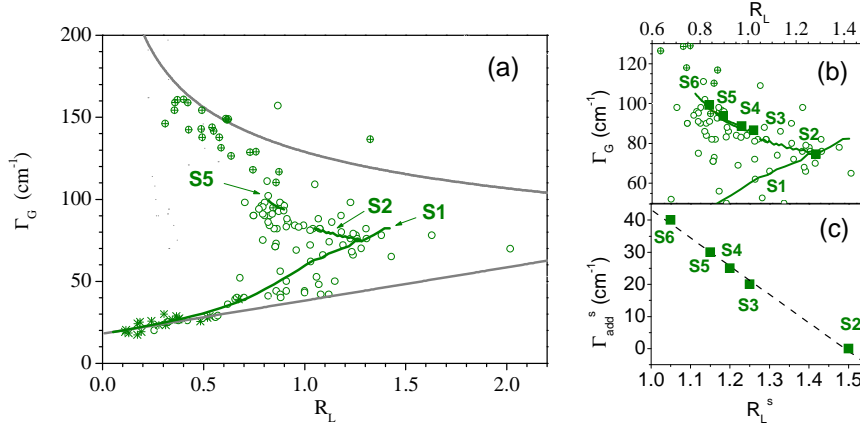 200
150
100
50
0
Γ_G (cm⁻¹)
0.0 0.5 1.0 1.5 2.0
R_L
(a)
S5
S2
S1
R_L
0.6 0.8 1.0 1.2 1.4
120
100
80
60
Γ_G (cm⁻¹)
(b)
S6
S5
S4
S3
S2
S1
40
30
20
10
0
Γ_add^s (cm⁻¹)
(c)
S6
S5
S4
S3
S2
1.0 1.1 1.2 1.3 1.4 1.5
R_L^s